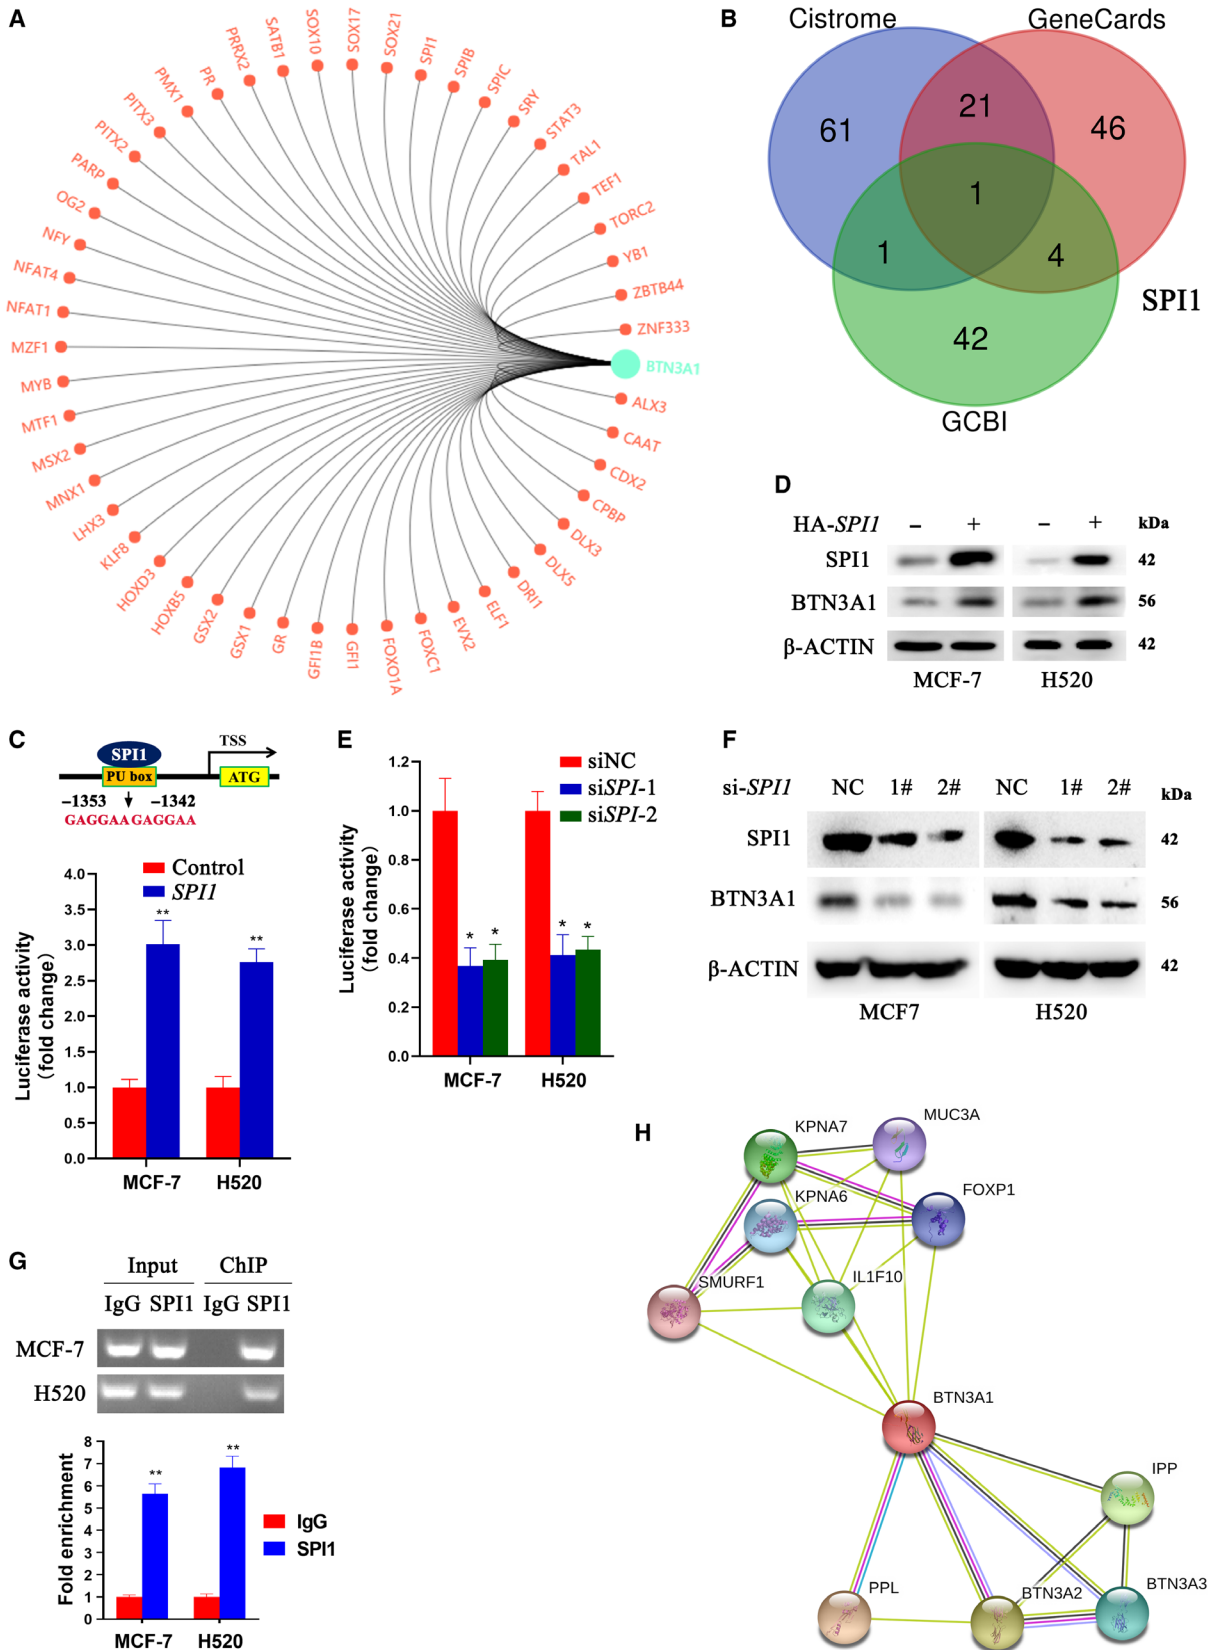 A
PRRX2
SATB1
SOX10
SOX17
SOX21
SPI1
SPIB
SPIC
SRY
STAT3
TAL1
TEF1
TORC2
YB1
ZBTB44
ZNF333
BTN3A1
ALX3
CAAT
CDX2
CPBP
DLX3
DLX5
DRI1
ELF1
EVX2
FOXC1
FOXO1A
GFI1
GFI1B
GR
GSX1
GSX2
HOXB5
HOXD3
KLF8
LHX3
MNX1
MSX2
MTF1
MYB
MZF1
NFAT1
NFAT4
NFY
OG2
PARP
PITX2
PITX3
PMX1
PR
B
Cistrome
GeneCards
61
21
46
1
1
4
42
SPI1
GCBI
D
HA-SPI1 – + – + kDa
SPI1 42
BTN3A1 56
β-ACTIN 42
MCF-7 H520
C
SPI1
TSS
PU box
ATG
–1353 –1342
GAGGAAGAGGAA
Control
SPI1
Luciferase activity
(fold change)
4.0
3.5
3.0
2.5
2.0
1.5
1.0
0.5
0.0
**
**
MCF-7 H520
E
siNC
siSPI-1
siSPI-2
Luciferase activity
(fold change)
1.2
1.0
0.8
0.6
0.4
0.2
0.0
* *
* *
MCF-7 H520
F
si-SPI1 NC 1# 2# NC 1# 2# kDa
SPI1 42
BTN3A1 56
β-ACTIN 42
MCF7 H520
G
Input ChIP
IgG SPI1 IgG SPI1
MCF-7
H520
Fold enrichment
8
7
6
5
4
3
2
1
0
**
**
IgG
SPI1
MCF-7 H520
H
KPNA7
MUC3A
KPNA6
FOXP1
SMURF1
IL1F10
BTN3A1
IPP
PPL
BTN3A2
BTN3A3